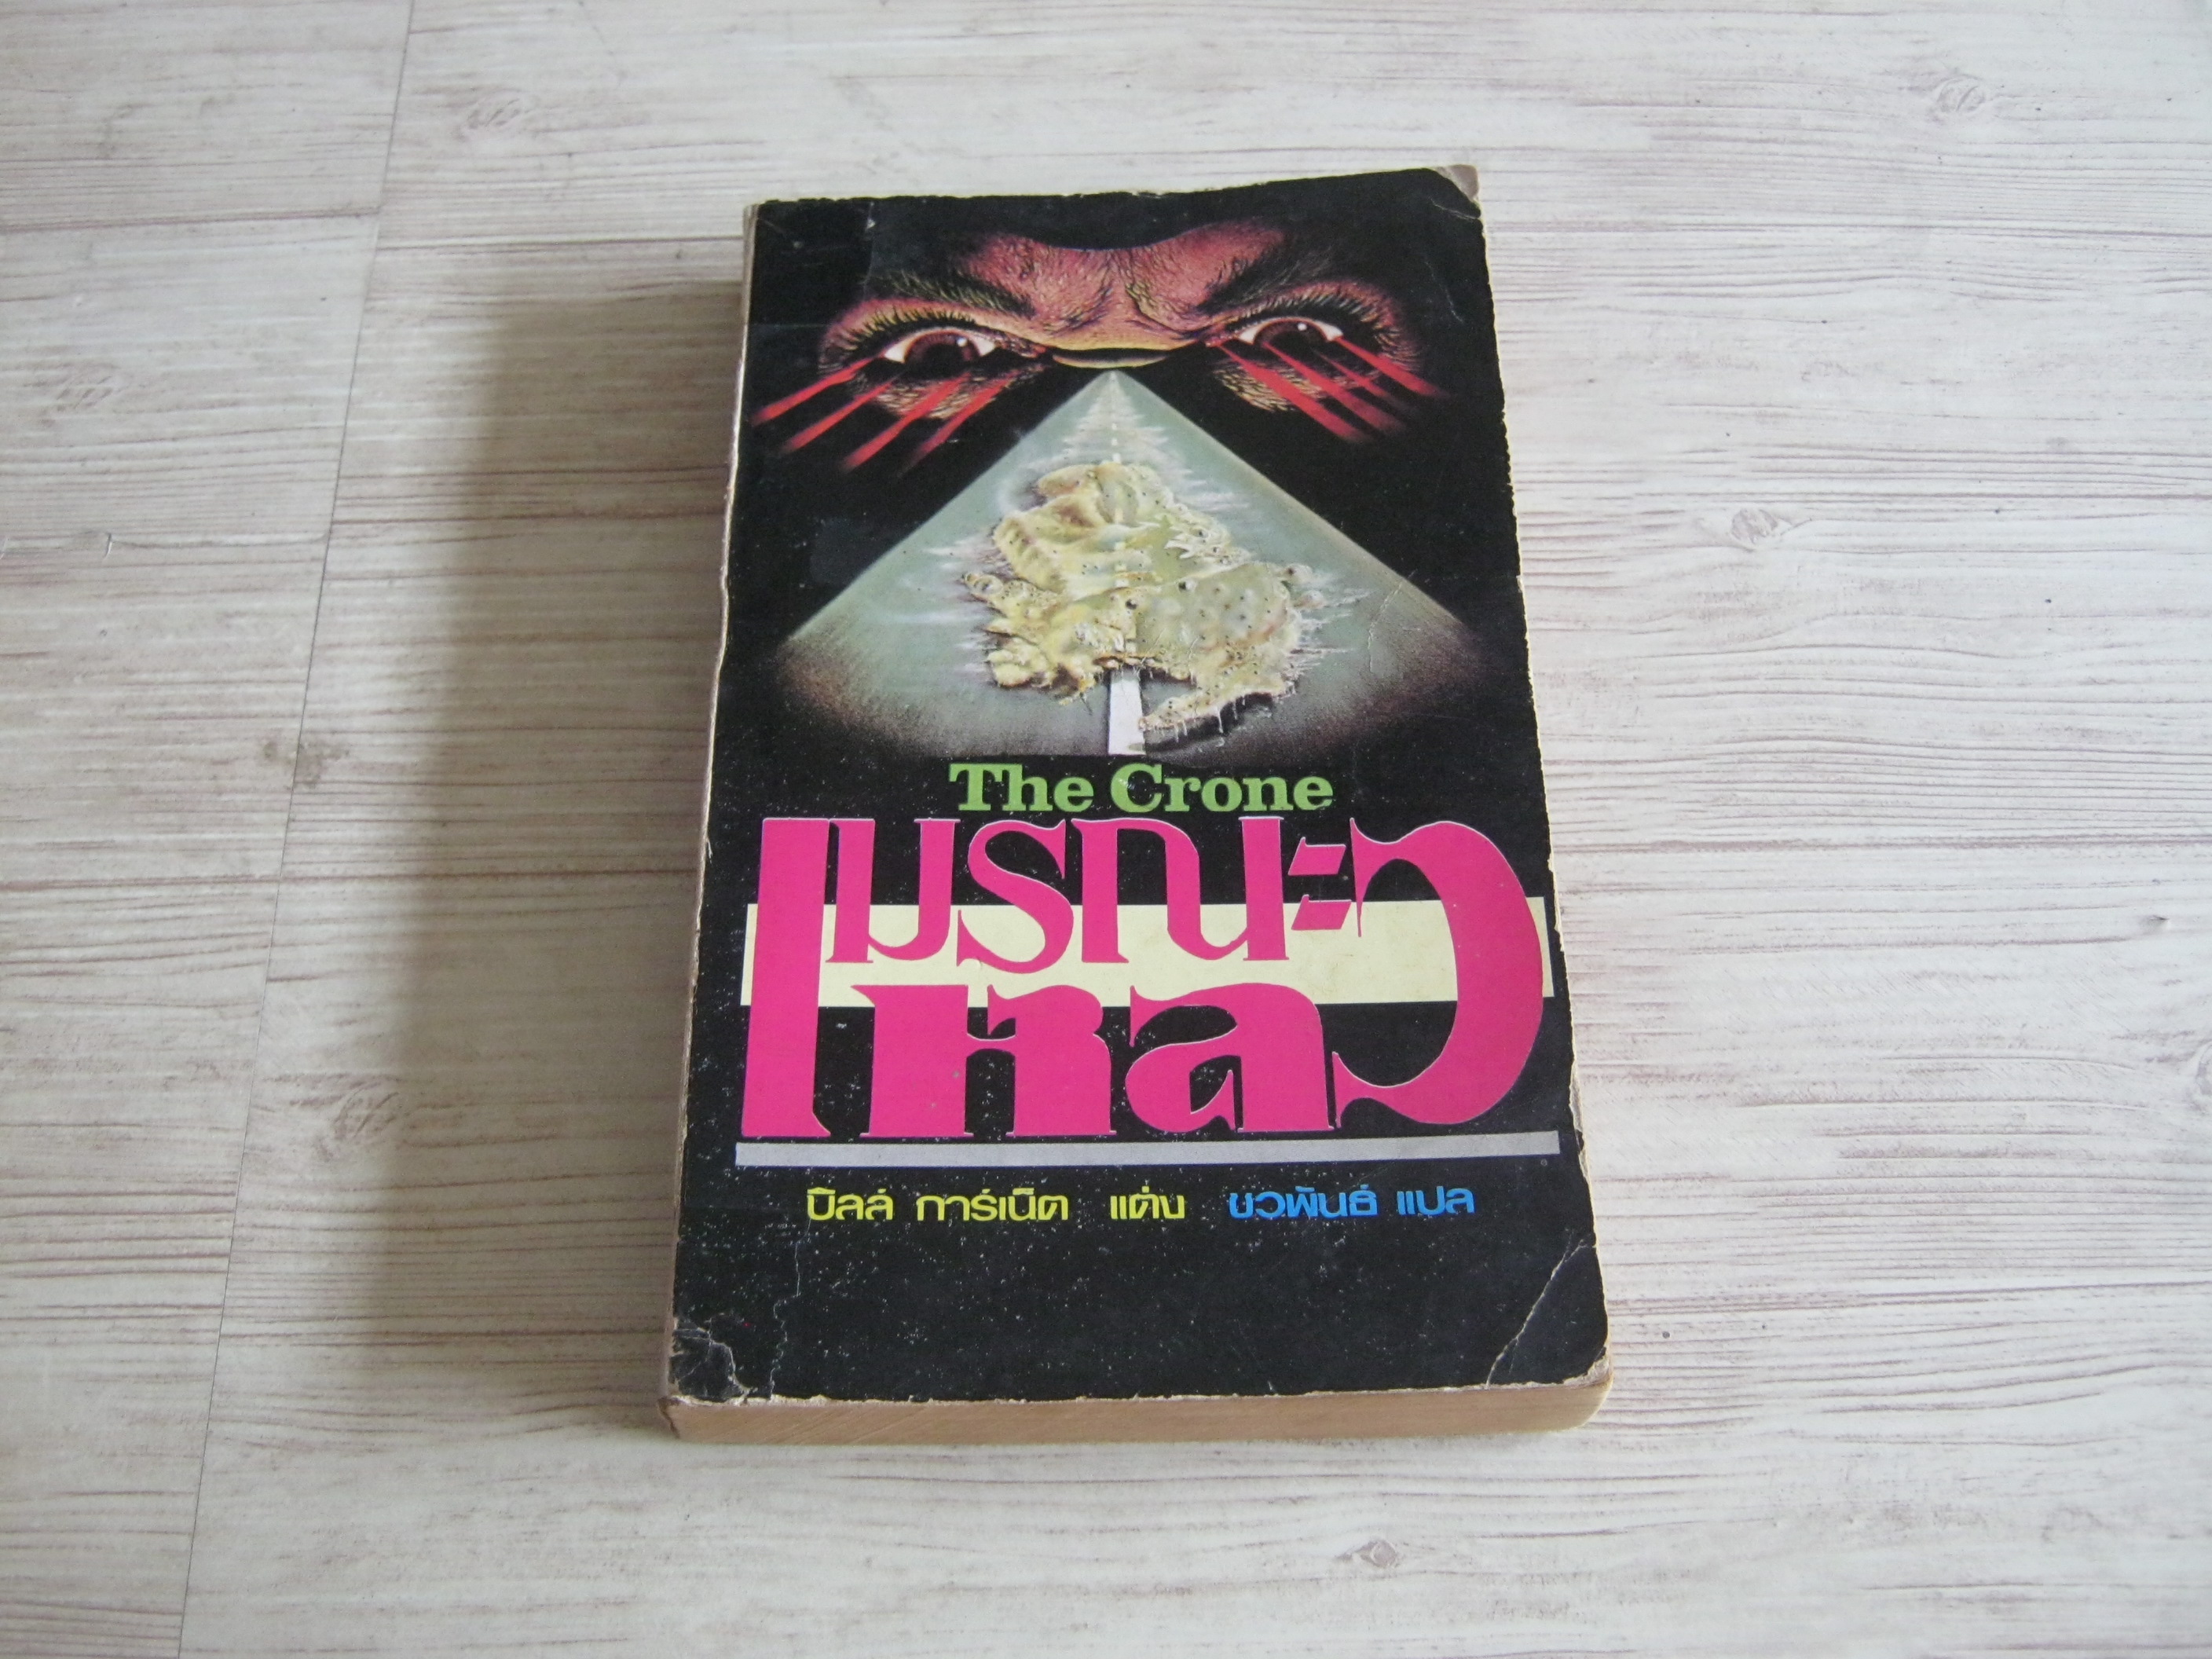 The Crone
มรณะ
เหลว
บิลล์ การ์เน็ต แต่ง ขวพันธ์ แปล